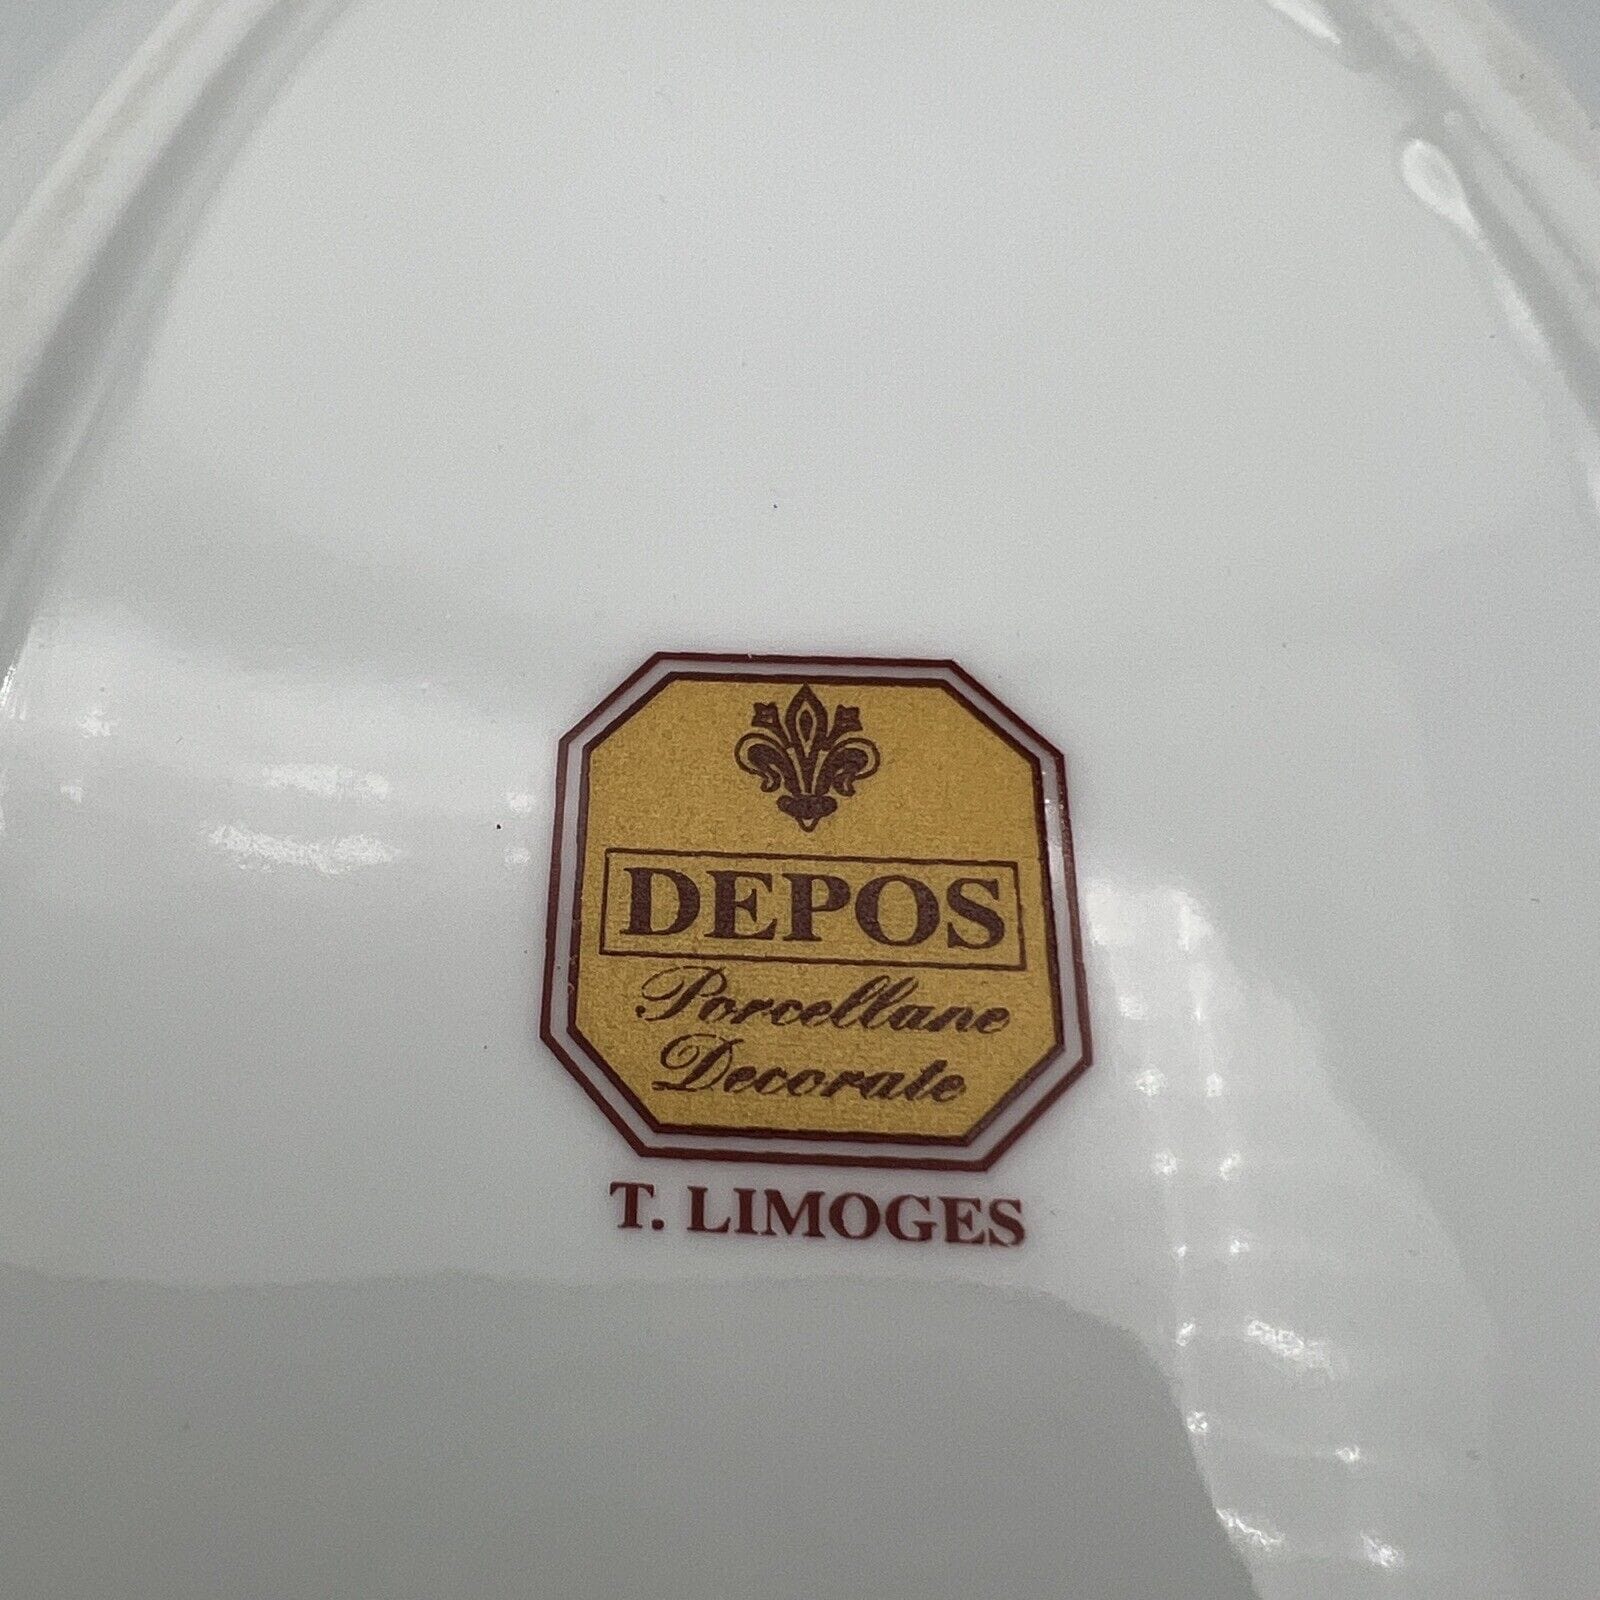 DEPOS
Porcellane
Decorate
T. LIMOGES